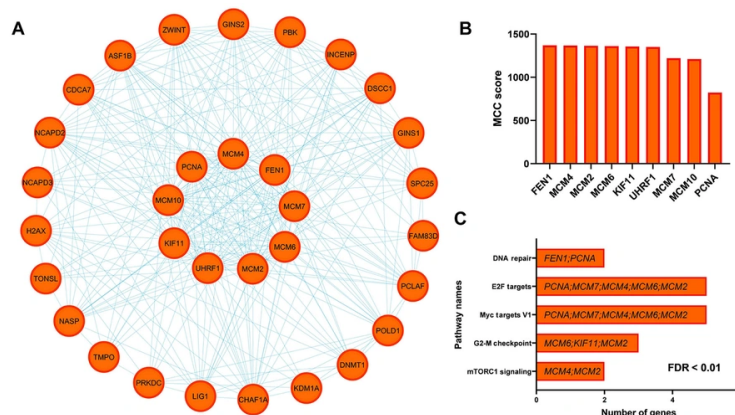 A
GINS2
ZWINT
PBK
ASF1B
INCENP
CDCA7
DSCC1
NCAPD2
GINS1
NCAPD3
SPC25
H2AX
FAM83D
TONSL
PCLAF
NASP
POLD1
TMPO
DNMT1
PRKDC
KDM1A
LIG1
CHAF1A
MCM4
PCNA
FEN1
MCM10
MCM7
KIF11
MCM6
UHRF1
MCM2
B
MCC score
1500
1000
500
0
FEN1
MCM4
MCM2
MCM6
KIF11
UHRF1
MCM7
MCM10
PCNA
C
Pathway names
DNA repair
FEN1;PCNA
E2F targets
PCNA;MCM7;MCM4;MCM6;MCM2
Myc targets V1
PCNA;MCM7;MCM4;MCM6;MCM2
G2-M checkpoint
MCM6;KIF11;MCM2
mTORC1 signaling
MCM4;MCM2
FDR < 0.01
0 2 4 6
Number of genes